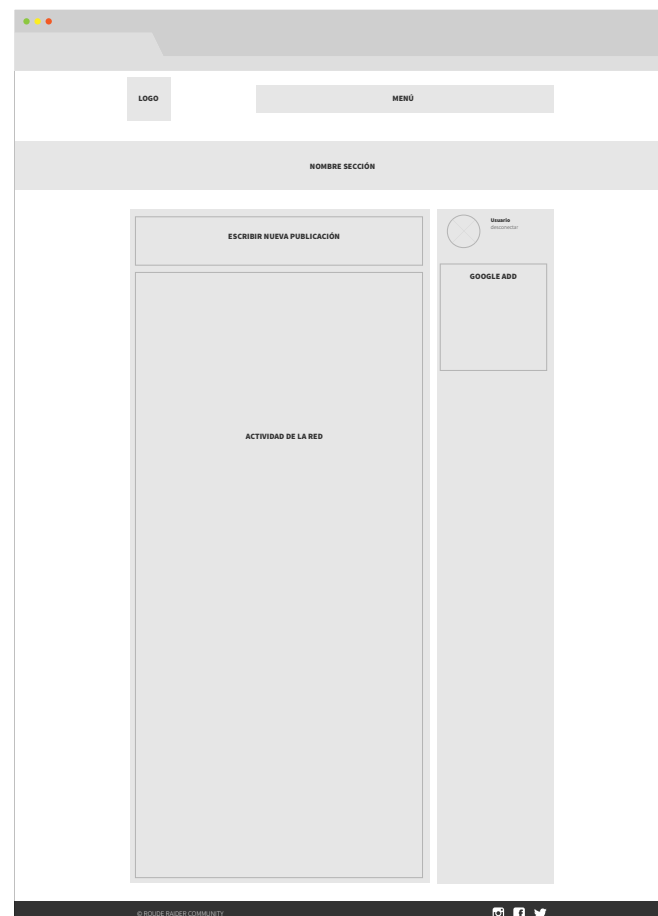 LOGO
MENÚ
NOMBRE SECCIÓN
ESCRIBIR NUEVA PUBLICACIÓN
Usuario
desconectar
GOOGLE ADD
ACTIVIDAD DE LA RED
© ROUDE RAIDER COMMUNITY